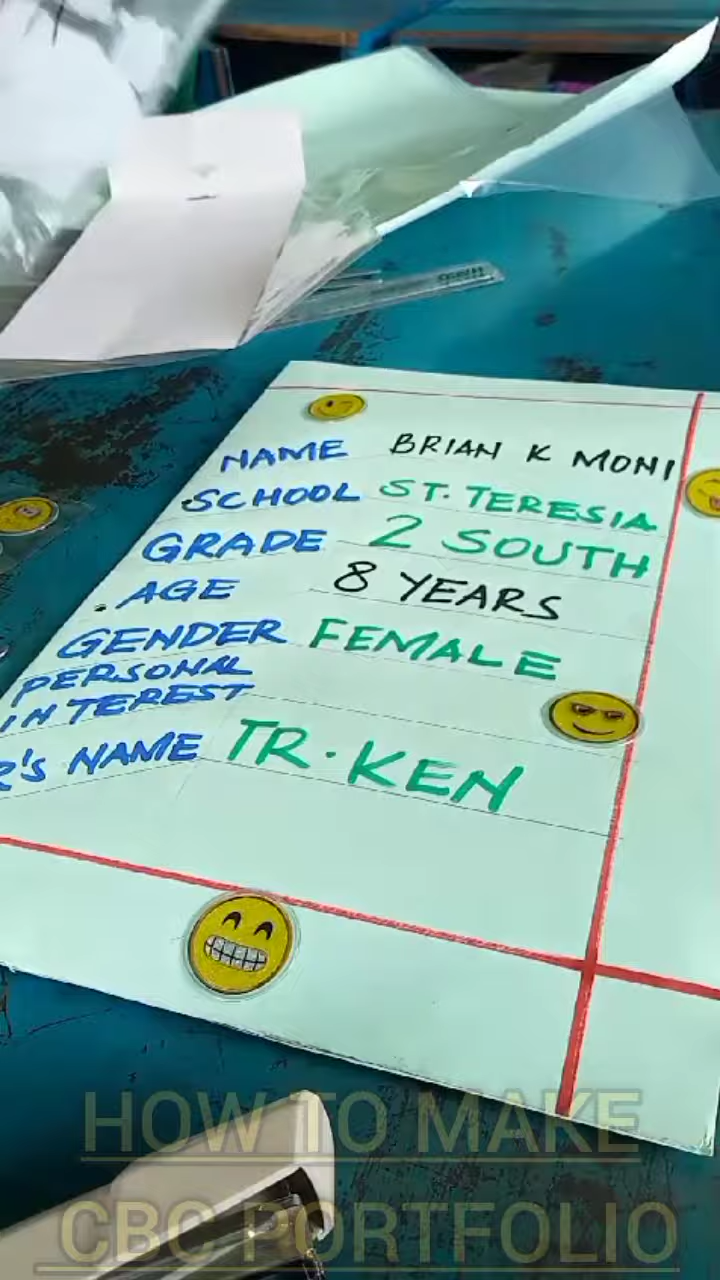 NAME BRIAN K MONI
SCHOOL ST. TERESIA
GRADE 2 SOUTH
AGE 8 YEARS
GENDER FEMALE
PERSONAL
INTEREST
R'S NAME TR. KEN
HOW TO MAKE
CBC PORTFOLIO